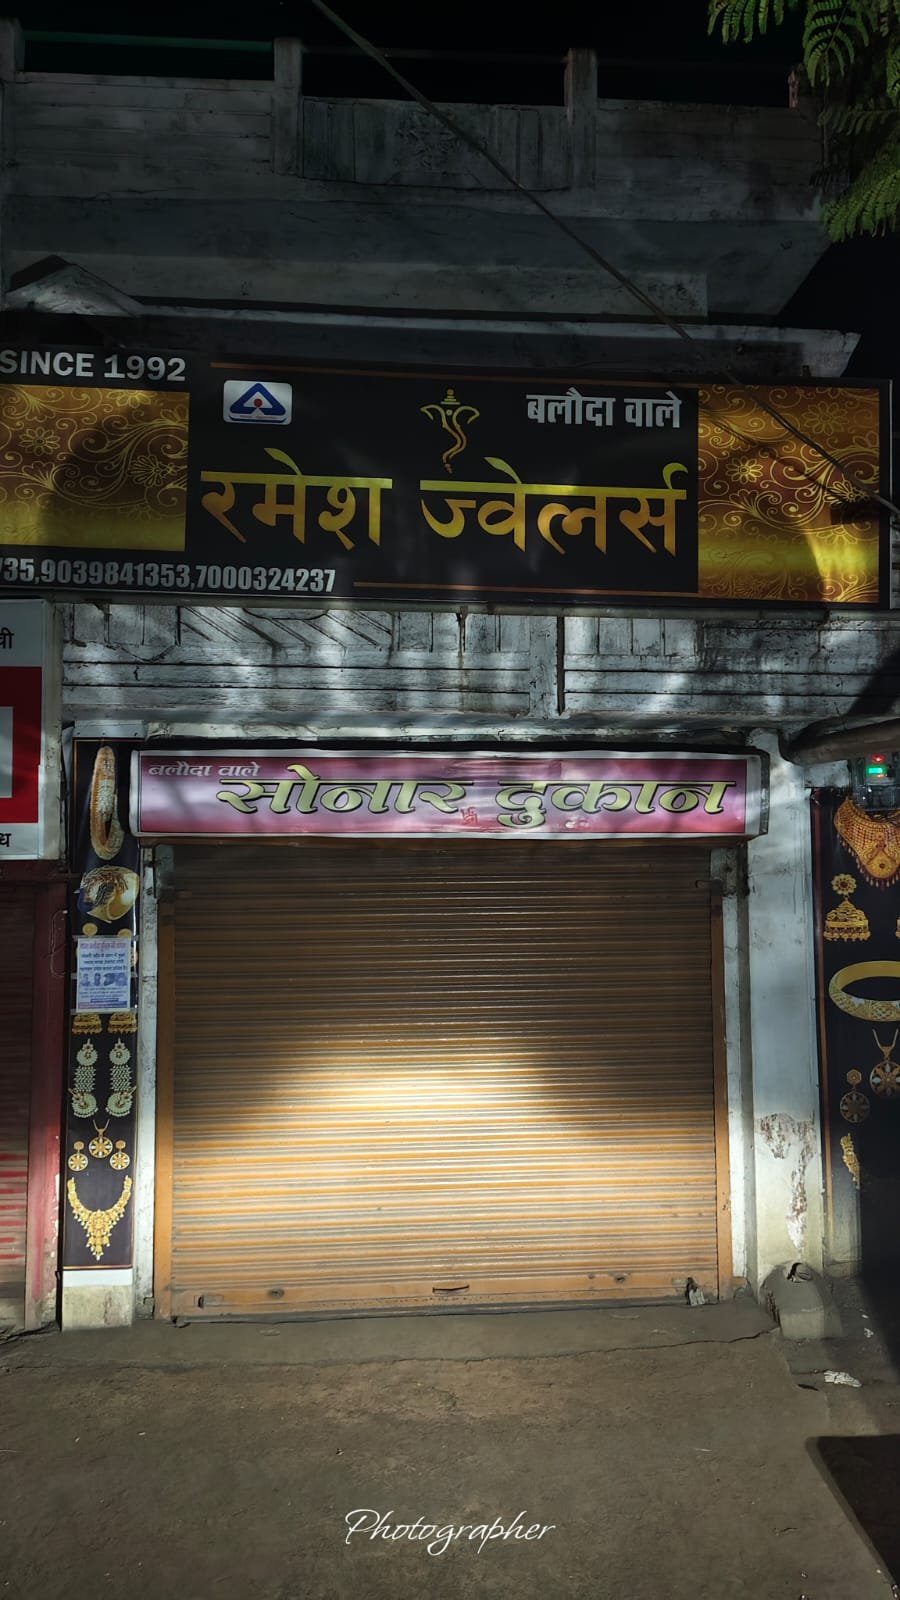 SINCE 1992
बलौदा वाले
रमेश ज्वेलर्स
735,9039841353,7000324237
बलौदा वाले
सोनार दुकान
Photographer